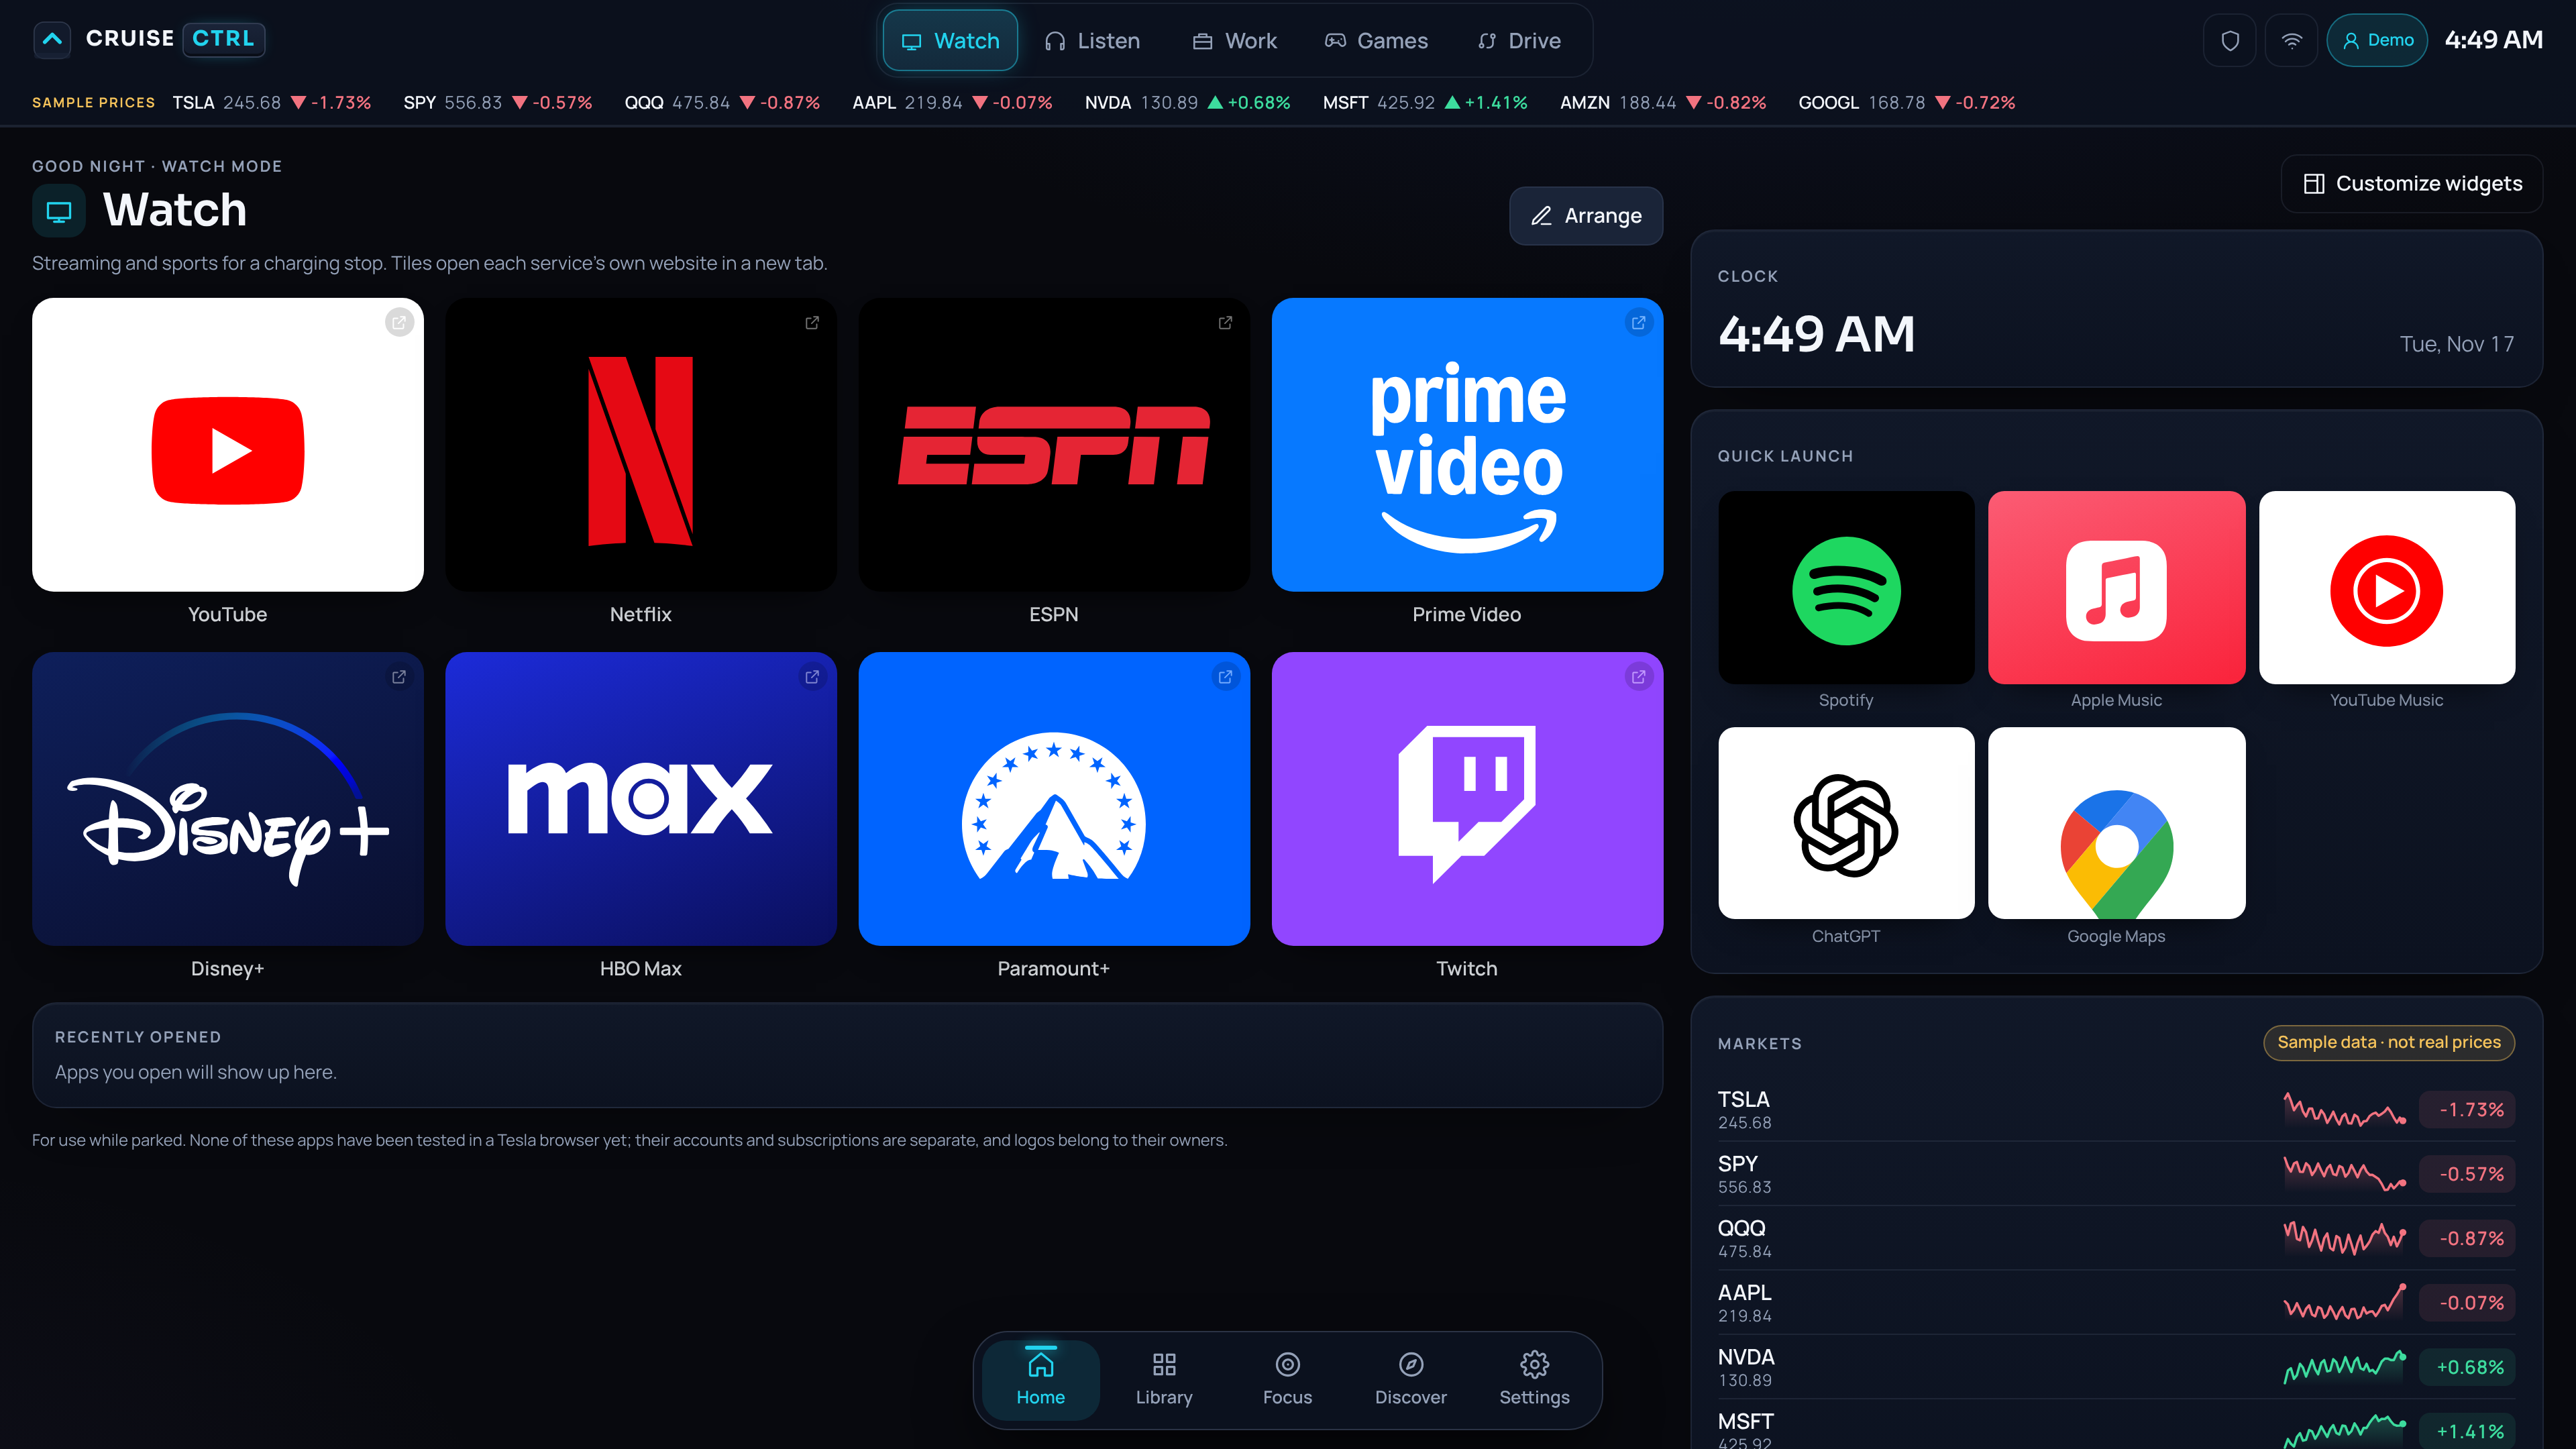 CRUISE CTRL
Watch Listen Work Games Drive
Demo 4:49 AM
SAMPLE PRICES TSLA 245.68 ▼ -1.73% SPY 556.83 ▼ -0.57% QQQ 475.84 ▼ -0.87% AAPL 219.84 ▼ -0.07% NVDA 130.89 ▲ +0.68% MSFT 425.92 ▲ +1.41% AMZN 188.44 ▼ -0.82% GOOGL 168.78 ▼ -0.72%
GOOD NIGHT · WATCH MODE
Watch
Arrange
Streaming and sports for a charging stop. Tiles open each service's own website in a new tab.
ESPN
prime
video
YouTube Netflix ESPN Prime Video
Disney+
max
Disney+ HBO Max Paramount+ Twitch
RECENTLY OPENED
Apps you open will show up here.
For use while parked. None of these apps have been tested in a Tesla browser yet; their accounts and subscriptions are separate, and logos belong to their owners.
Customize widgets
CLOCK
4:49 AM
Tue, Nov 17
QUICK LAUNCH
Spotify Apple Music YouTube Music
ChatGPT Google Maps
MARKETS
Sample data · not real prices
TSLA
245.68
-1.73%
SPY
556.83
-0.57%
QQQ
475.84
-0.87%
AAPL
219.84
-0.07%
NVDA
130.89
+0.68%
MSFT
425.92
+1.41%
Home Library Focus Discover Settings